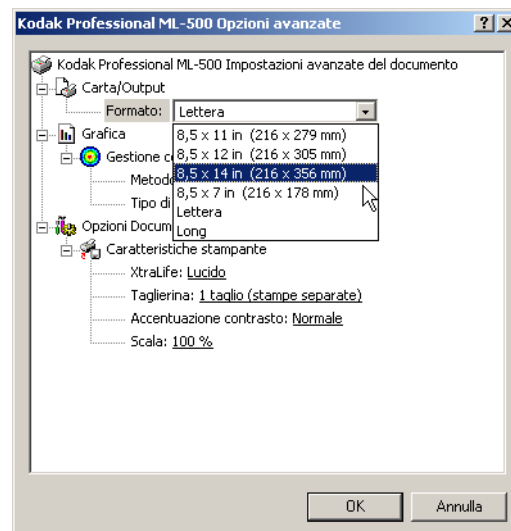 Kodak Professional ML-500 Opzioni avanzate
Kodak Professional ML-500 Impostazioni avanzate del documento
Carta/Output
Formato: Lettera
Grafica
8,5 x 11 in (216 x 279 mm)
Gestione c
8,5 x 12 in (216 x 305 mm)
Metodo
8,5 x 14 in (216 x 356 mm)
Tipo di
8,5 x 7 in (216 x 178 mm)
Lettera
Opzioni Docum
Long
Caratteristiche stampante
XtraLife: Lucido
Taglierina: 1 taglio (stampe separate)
Accentuazione contrasto: Normale
Scala: 100 %
OK
Annulla